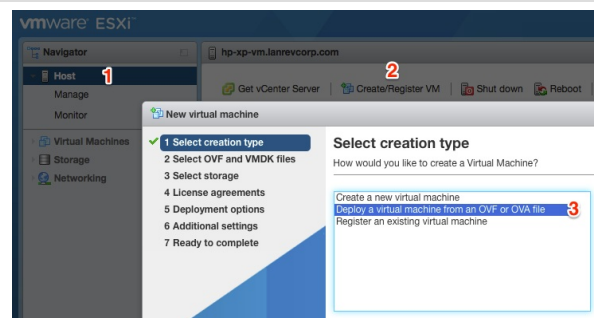 vmware ESXi™
Navigator
hp-xp-vm.lanrevcorp.com
Host
1
2
Manage
Get vCenter Server
Create/Register VM
Shut down
Reboot
Monitor
New virtual machine
Virtual Machines
Storage
Networking
1 Select creation type
2 Select OVF and VMDK files
3 Select storage
4 License agreements
5 Deployment options
6 Additional settings
7 Ready to complete
Select creation type
How would you like to create a Virtual Machine?
Create a new virtual machine
Deploy a virtual machine from an OVF or OVA file
3
Register an existing virtual machine